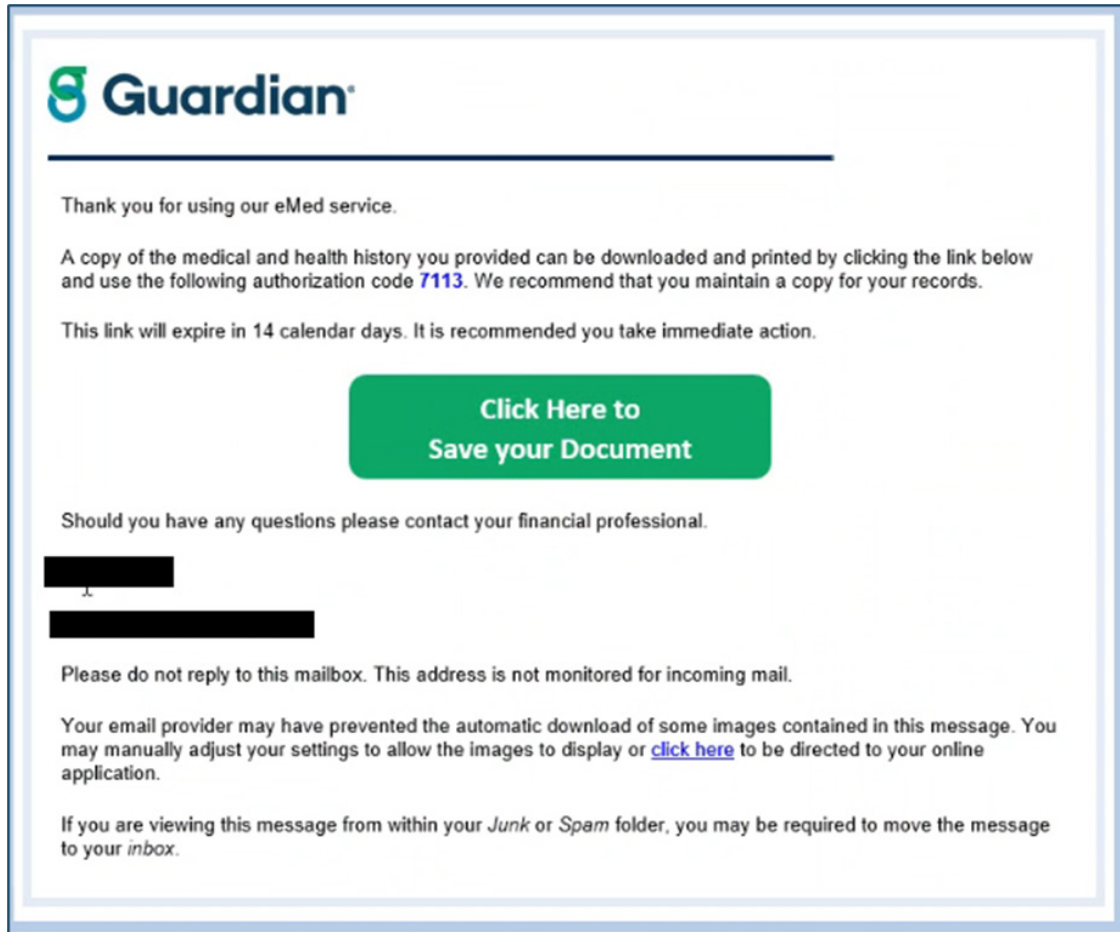 Guardian®
Thank you for using our eMed service.
A copy of the medical and health history you provided can be downloaded and printed by clicking the link below
and use the following authorization code 7113. We recommend that you maintain a copy for your records.
This link will expire in 14 calendar days. It is recommended you take immediate action.
Click Here to
Save your Document
Should you have any questions please contact your financial professional.
Please do not reply to this mailbox. This address is not monitored for incoming mail.
Your email provider may have prevented the automatic download of some images contained in this message. You
may manually adjust your settings to allow the images to display or click here to be directed to your online
application.
If you are viewing this message from within your Junk or Spam folder, you may be required to move the message
to your inbox.